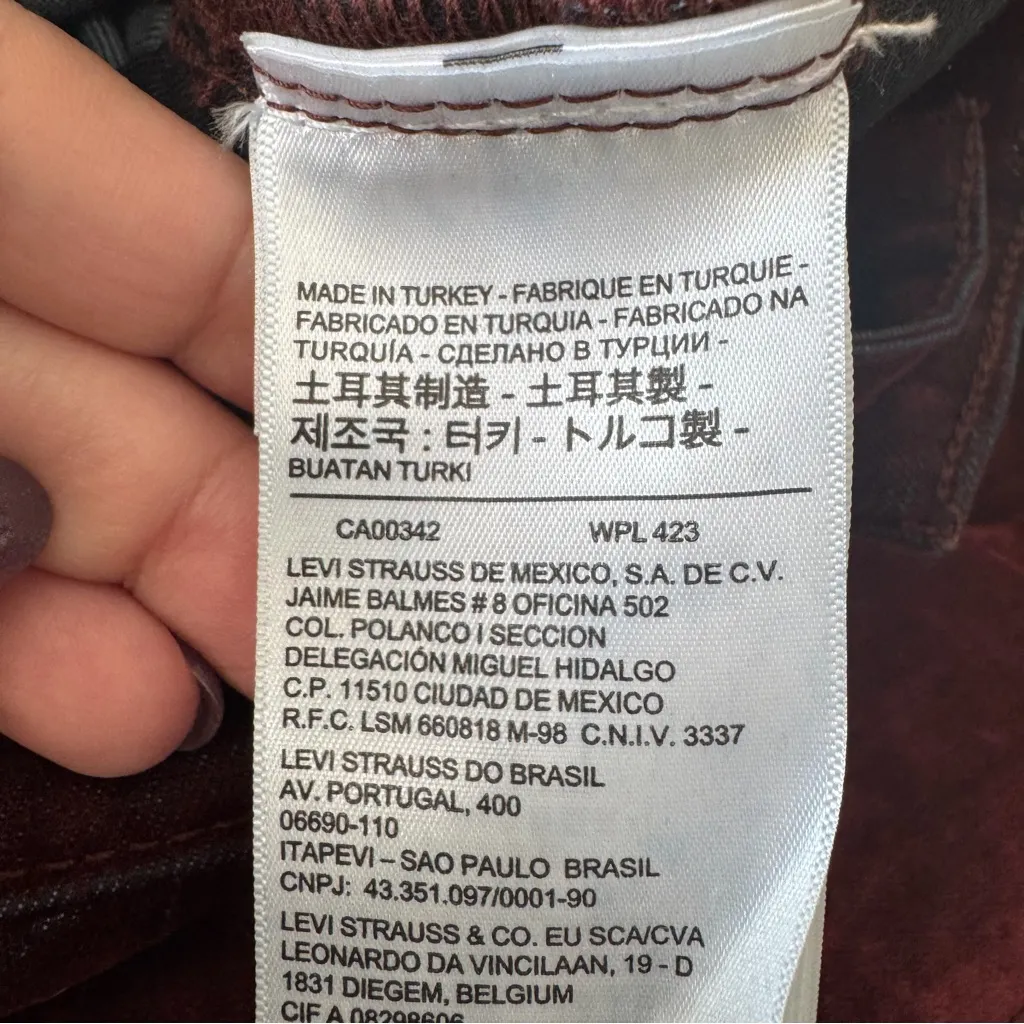 MADE IN TURKEY - FABRIQUE EN TURQUIE -
FABRICADO EN TURQUIA - FABRICADO NA
TURQUÍA - СДЕЛАНО В ТУРЦИИ -
土耳其制造 - 土耳其製 -
제조국 : 터키 - トルコ製 -
BUATAN TURKI
CA00342 WPL 423
LEVI STRAUSS DE MEXICO, S.A. DE C.V.
JAIME BALMES # 8 OFICINA 502
COL. POLANCO I SECCION
DELEGACIÓN MIGUEL HIDALGO
C.P. 11510 CIUDAD DE MEXICO
R.F.C. LSM 660818 M-98 C.N.I.V. 3337
LEVI STRAUSS DO BRASIL
AV. PORTUGAL, 400
06690-110
ITAPEVI – SAO PAULO BRASIL
CNPJ: 43.351.097/0001-90
LEVI STRAUSS & CO. EU SCA/CVA
LEONARDO DA VINCILAAN, 19 - D
1831 DIEGEM, BELGIUM
CIF A 08298606